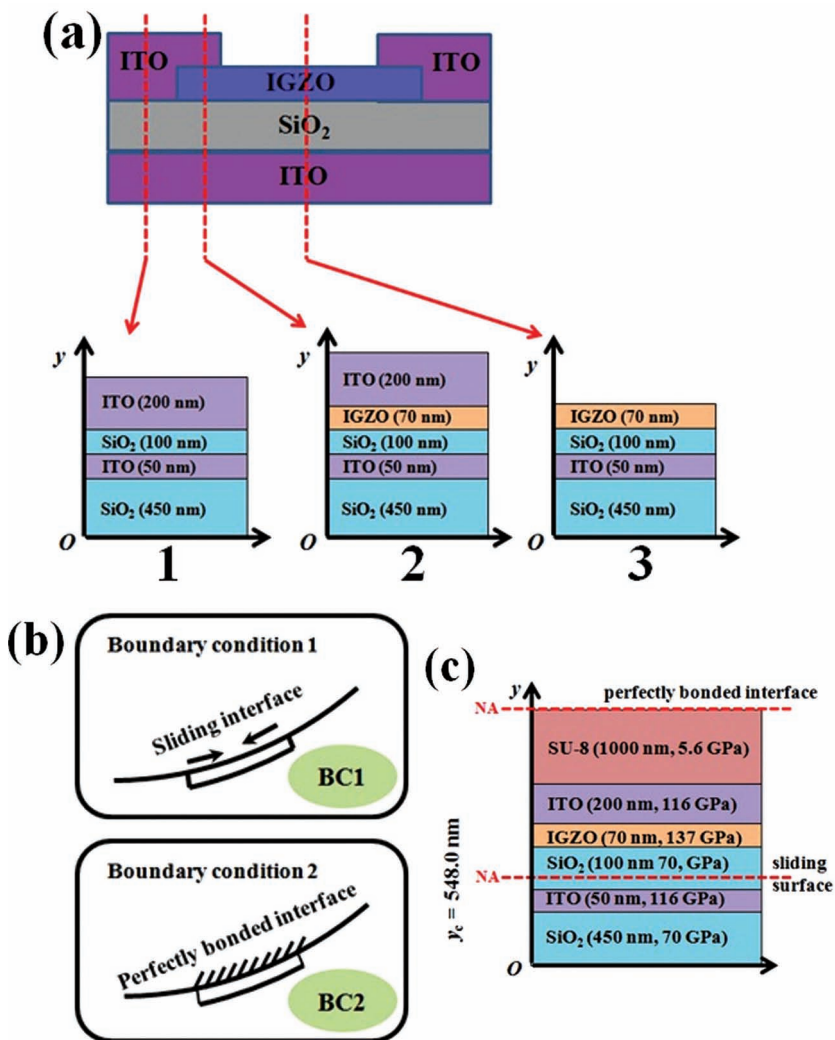 (a)
ITO
ITO
IGZO
SiO₂
ITO
y
ITO (200 nm)
SiO₂ (100 nm)
ITO (50 nm)
SiO₂ (450 nm)
O
1
y
ITO (200 nm)
IGZO (70 nm)
SiO₂ (100 nm)
ITO (50 nm)
SiO₂ (450 nm)
O
2
y
IGZO (70 nm)
SiO₂ (100 nm)
ITO (50 nm)
SiO₂ (450 nm)
O
3
(b)
Boundary condition 1
Sliding interface
BC1
Boundary condition 2
Perfectly bonded interface
BC2
(c)
y
perfectly bonded interface
NA
SU-8 (1000 nm, 5.6 GPa)
ITO (200 nm, 116 GPa)
IGZO (70 nm, 137 GPa)
SiO₂ (100 nm 70, GPa)
sliding
NA
surface
ITO (50 nm, 116 GPa)
SiO₂ (450 nm, 70 GPa)
y_c = 548.0 nm
O